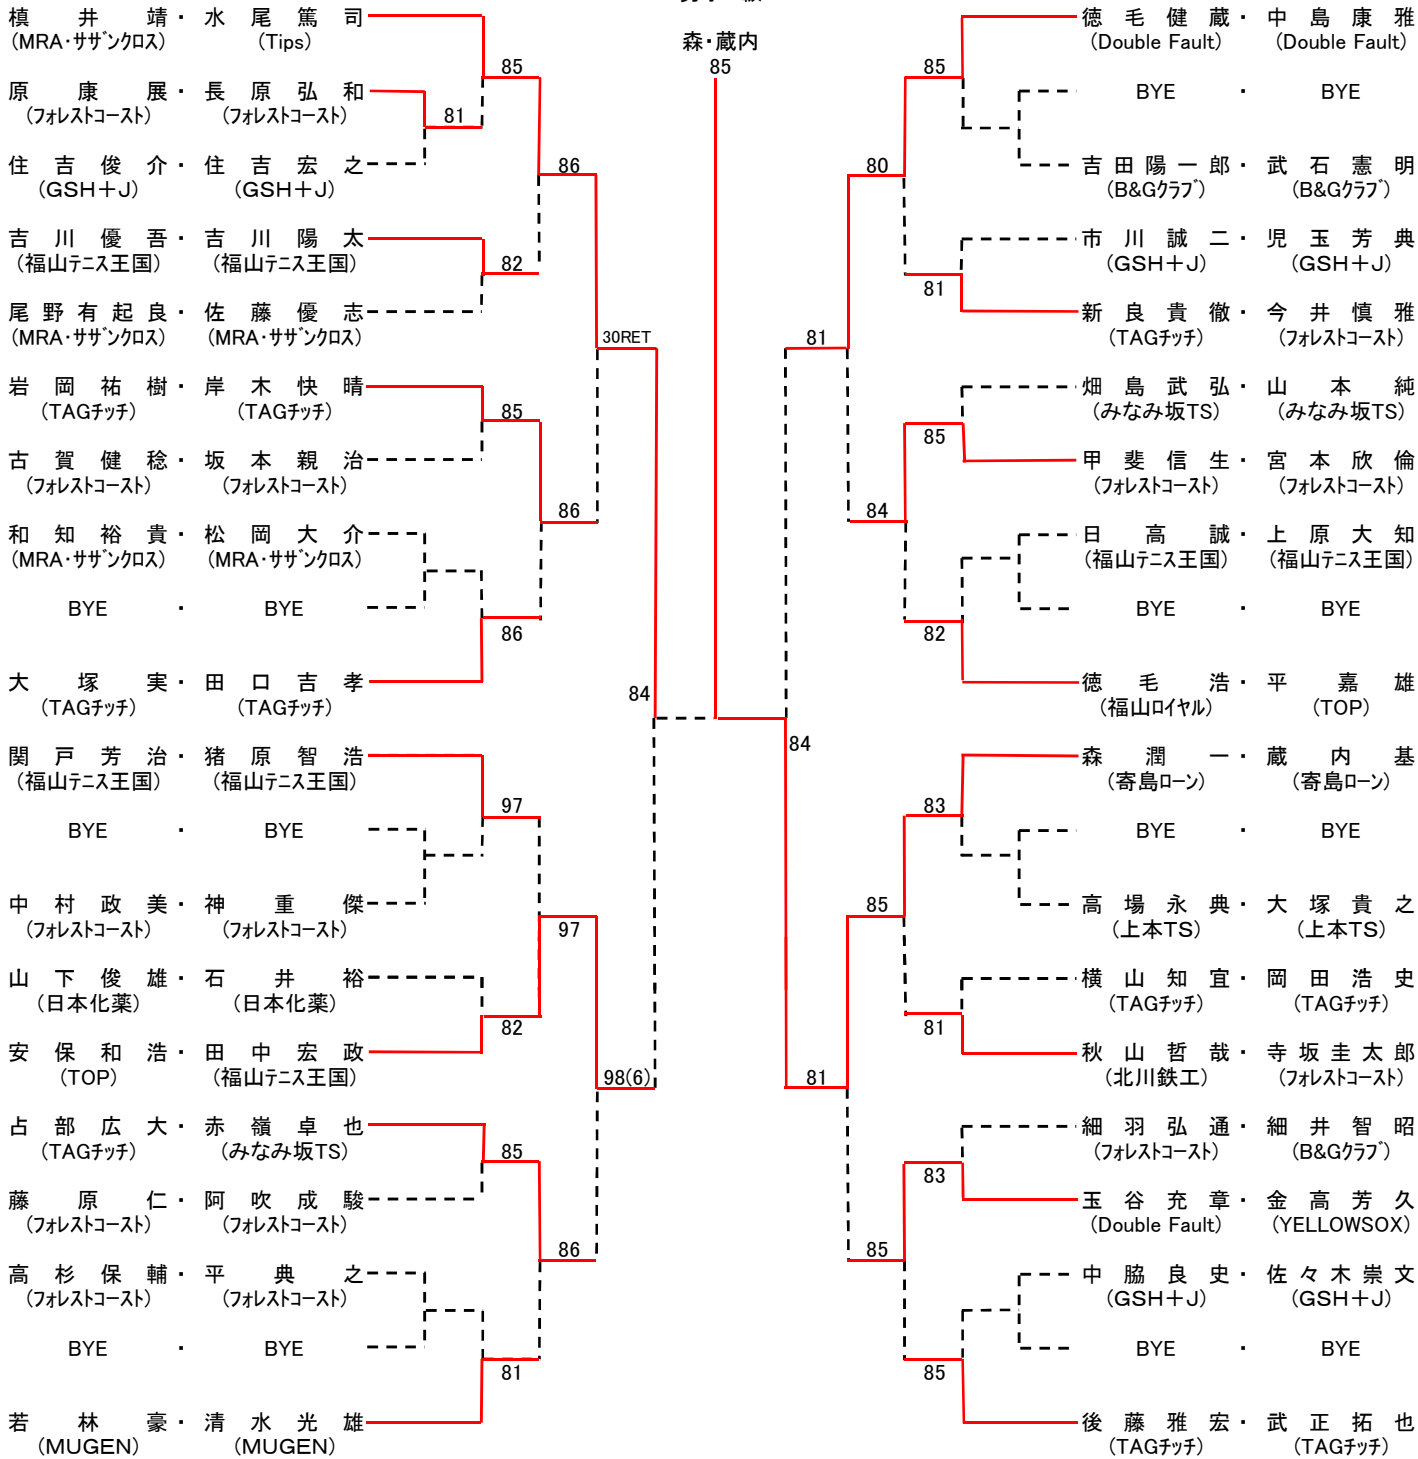 森・蔵内
85
槙井靖・水尾篤司
(MRA・サザンクロス) (Tips)
85
原康展・長原弘和
(フォレストコースト) (フォレストコースト)
81
住吉俊介・住吉宏之
(GSH＋J) (GSH＋J)
86
吉川優吾・吉川陽太
(福山テニス王国) (福山テニス王国)
82
尾野有起良・佐藤優志
(MRA・サザンクロス) (MRA・サザンクロス)
30RET
岩岡祐樹・岸木快晴
(TAGチッチ) (TAGチッチ)
85
古賀健稔・坂本親治
(フォレストコースト) (フォレストコースト)
86
和知裕貴・松岡大介
(MRA・サザンクロス) (MRA・サザンクロス)
BYE ・ BYE
86
大塚実・田口吉孝
(TAGチッチ) (TAGチッチ)
84
関戸芳治・猪原智浩
(福山テニス王国) (福山テニス王国)
97
BYE ・ BYE
中村政美・神重傑
(フォレストコースト) (フォレストコースト)
97
山下俊雄・石井裕
(日本化薬) (日本化薬)
82
安保和浩・田中宏政
(TOP) (福山テニス王国)
98(6)
占部広大・赤嶺卓也
(TAGチッチ) (みなみ坂TS)
85
藤原仁・阿吹成駿
(フォレストコースト) (フォレストコースト)
86
高杉保輔・平典之
(フォレストコースト) (フォレストコースト)
BYE ・ BYE
81
若林豪・清水光雄
(MUGEN) (MUGEN)
徳毛健蔵・中島康雅
(Double Fault) (Double Fault)
85
BYE ・ BYE
吉田陽一郎・武石憲明
(B&Gクラブ) (B&Gクラブ)
80
市川誠二・児玉芳典
(GSH＋J) (GSH＋J)
81
新良貴徹・今井慎雅
(TAGチッチ) (フォレストコースト)
81
畑島武弘・山本純
(みなみ坂TS) (みなみ坂TS)
85
甲斐信生・宮本欣倫
(フォレストコースト) (フォレストコースト)
84
日高誠・上原大知
(福山テニス王国) (福山テニス王国)
BYE ・ BYE
82
徳毛浩・平嘉雄
(福山ロイヤル) (TOP)
84
森潤一・蔵内基
(寄島ローン) (寄島ローン)
83
BYE ・ BYE
高場永典・大塚貴之
(上本TS) (上本TS)
85
横山知宜・岡田浩史
(TAGチッチ) (TAGチッチ)
81
秋山哲哉・寺坂圭太郎
(北川鉄工) (フォレストコースト)
81
細羽弘通・細井智昭
(フォレストコースト) (B&Gクラブ)
83
玉谷充章・金高芳久
(Double Fault) (YELLOWSOX)
85
中脇良史・佐々木崇文
(GSH＋J) (GSH＋J)
BYE ・ BYE
85
後藤雅宏・武正拓也
(TAGチッチ) (TAGチッチ)